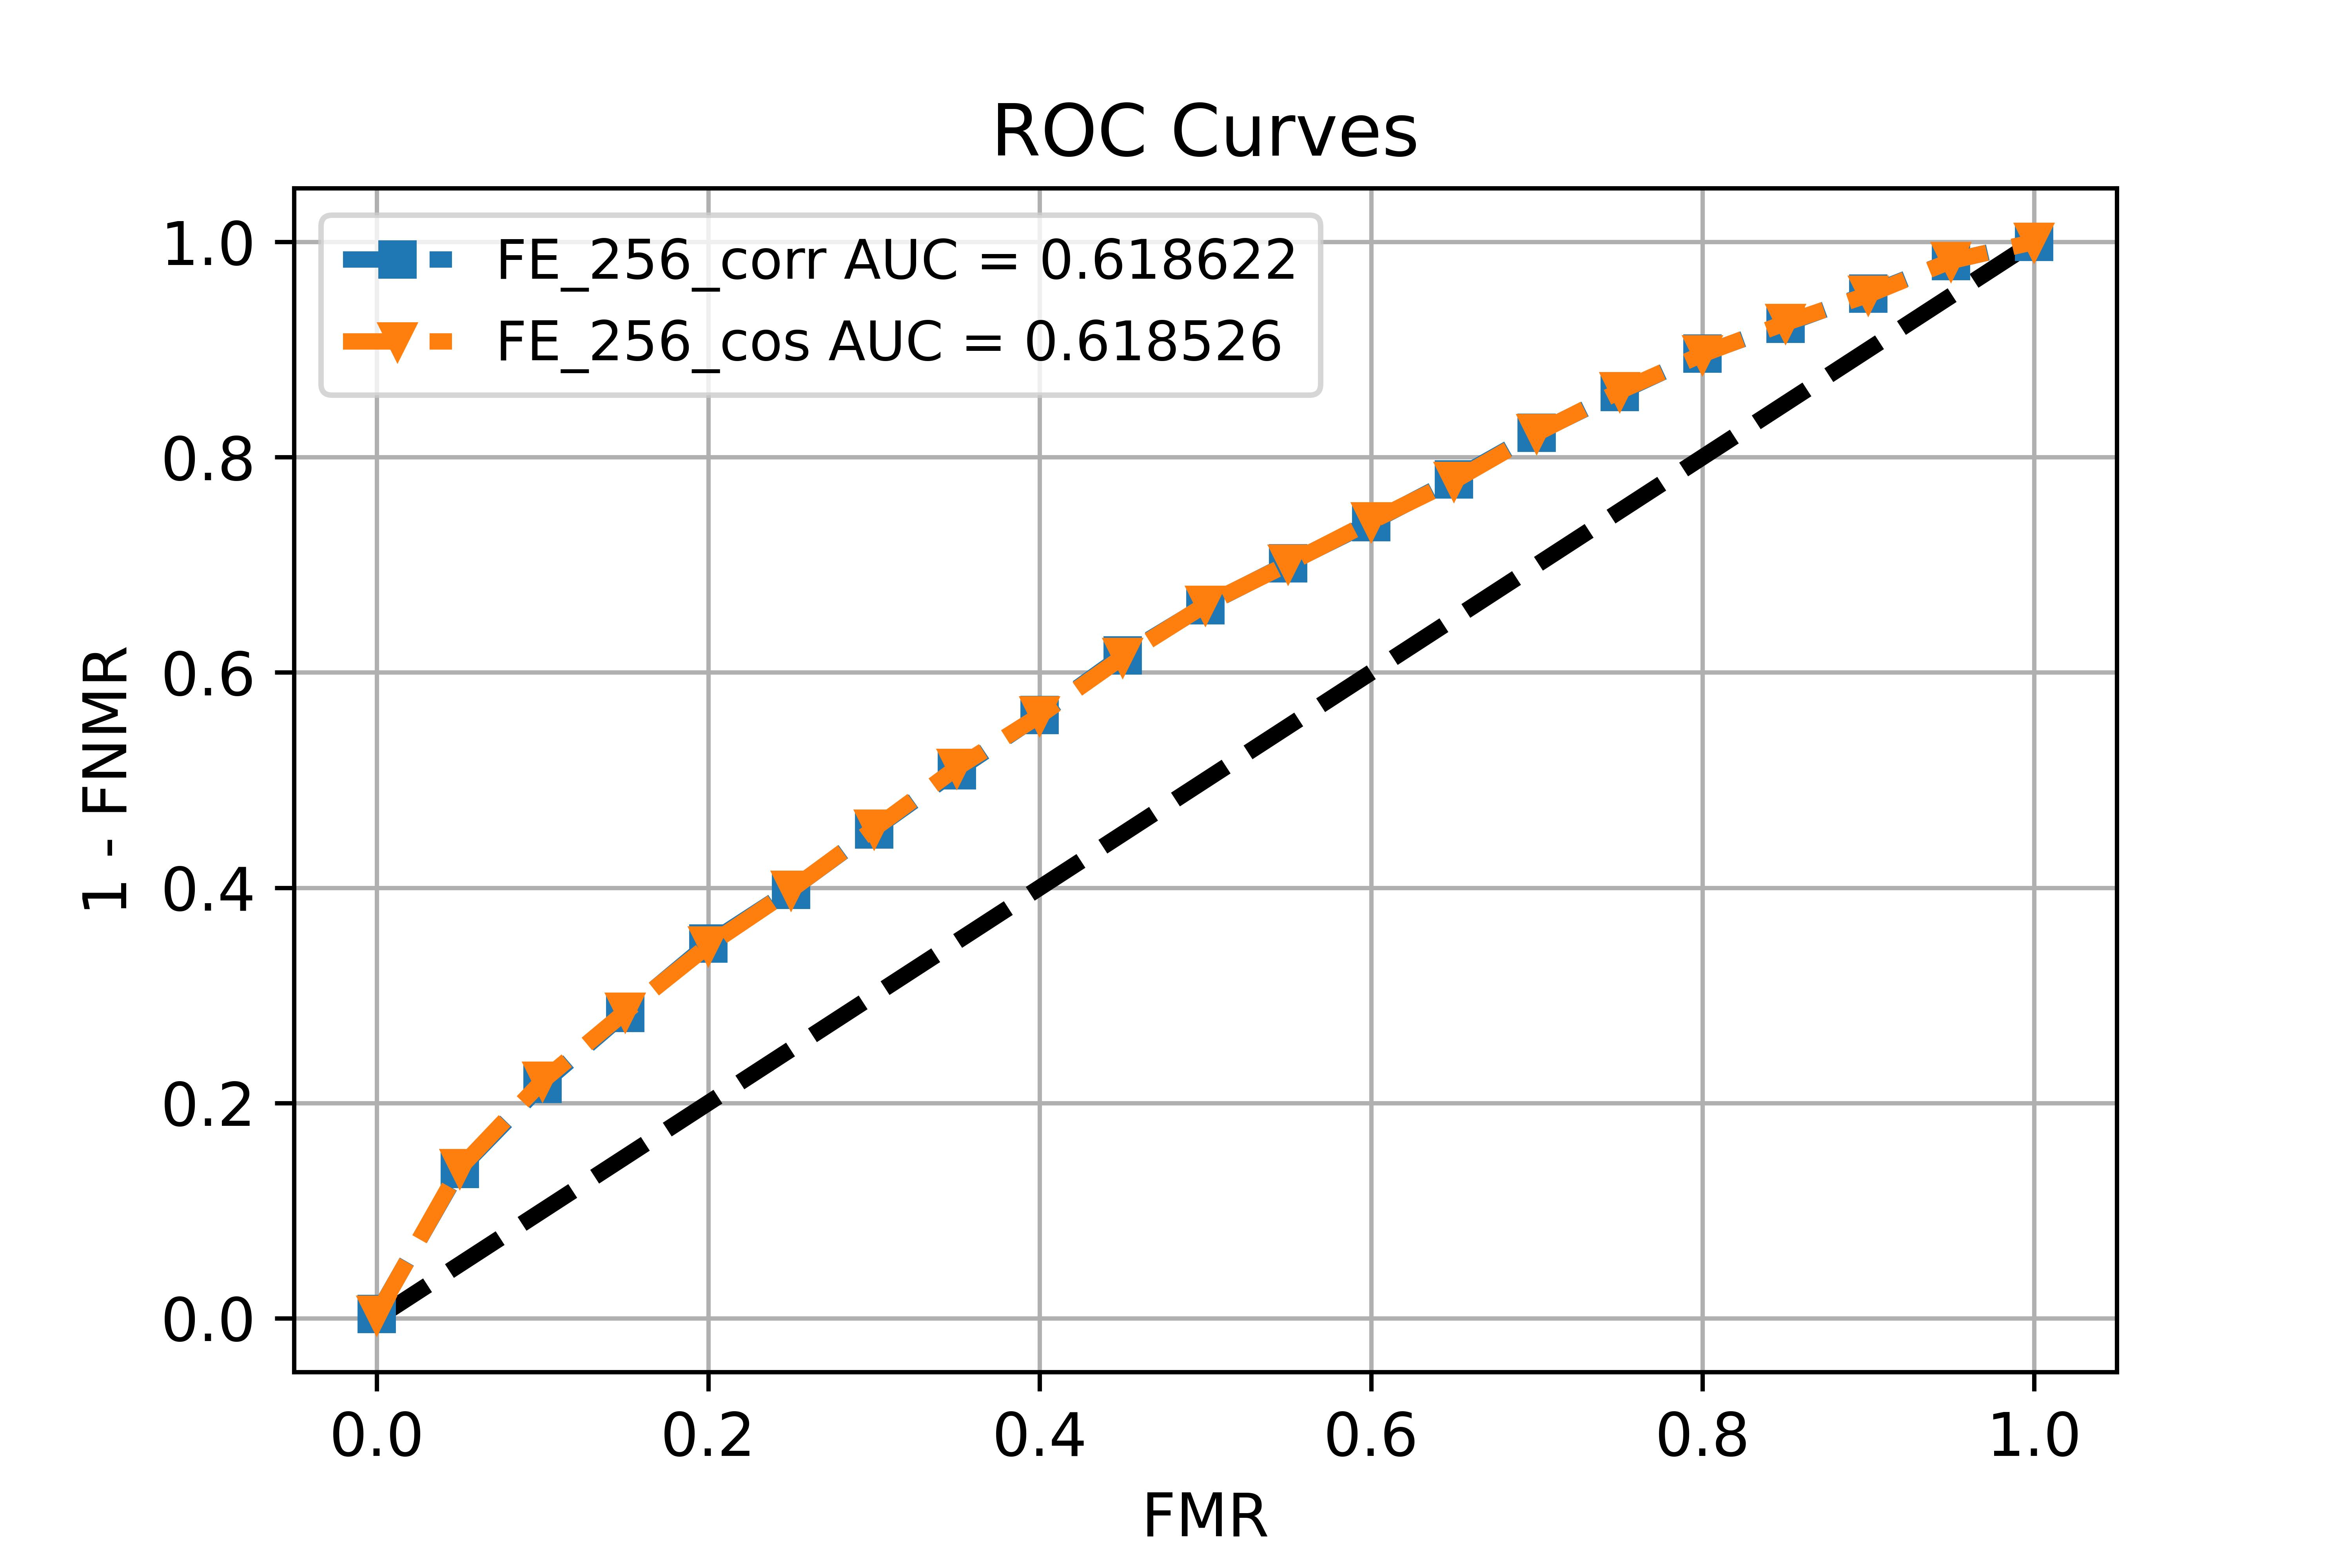 ROC Curves
FE_256_corr AUC = 0.618622
FE_256_cos AUC = 0.618526
1 - FNMR
1.0
0.8
0.6
0.4
0.2
0.0
0.0 0.2 0.4 0.6 0.8 1.0
FMR